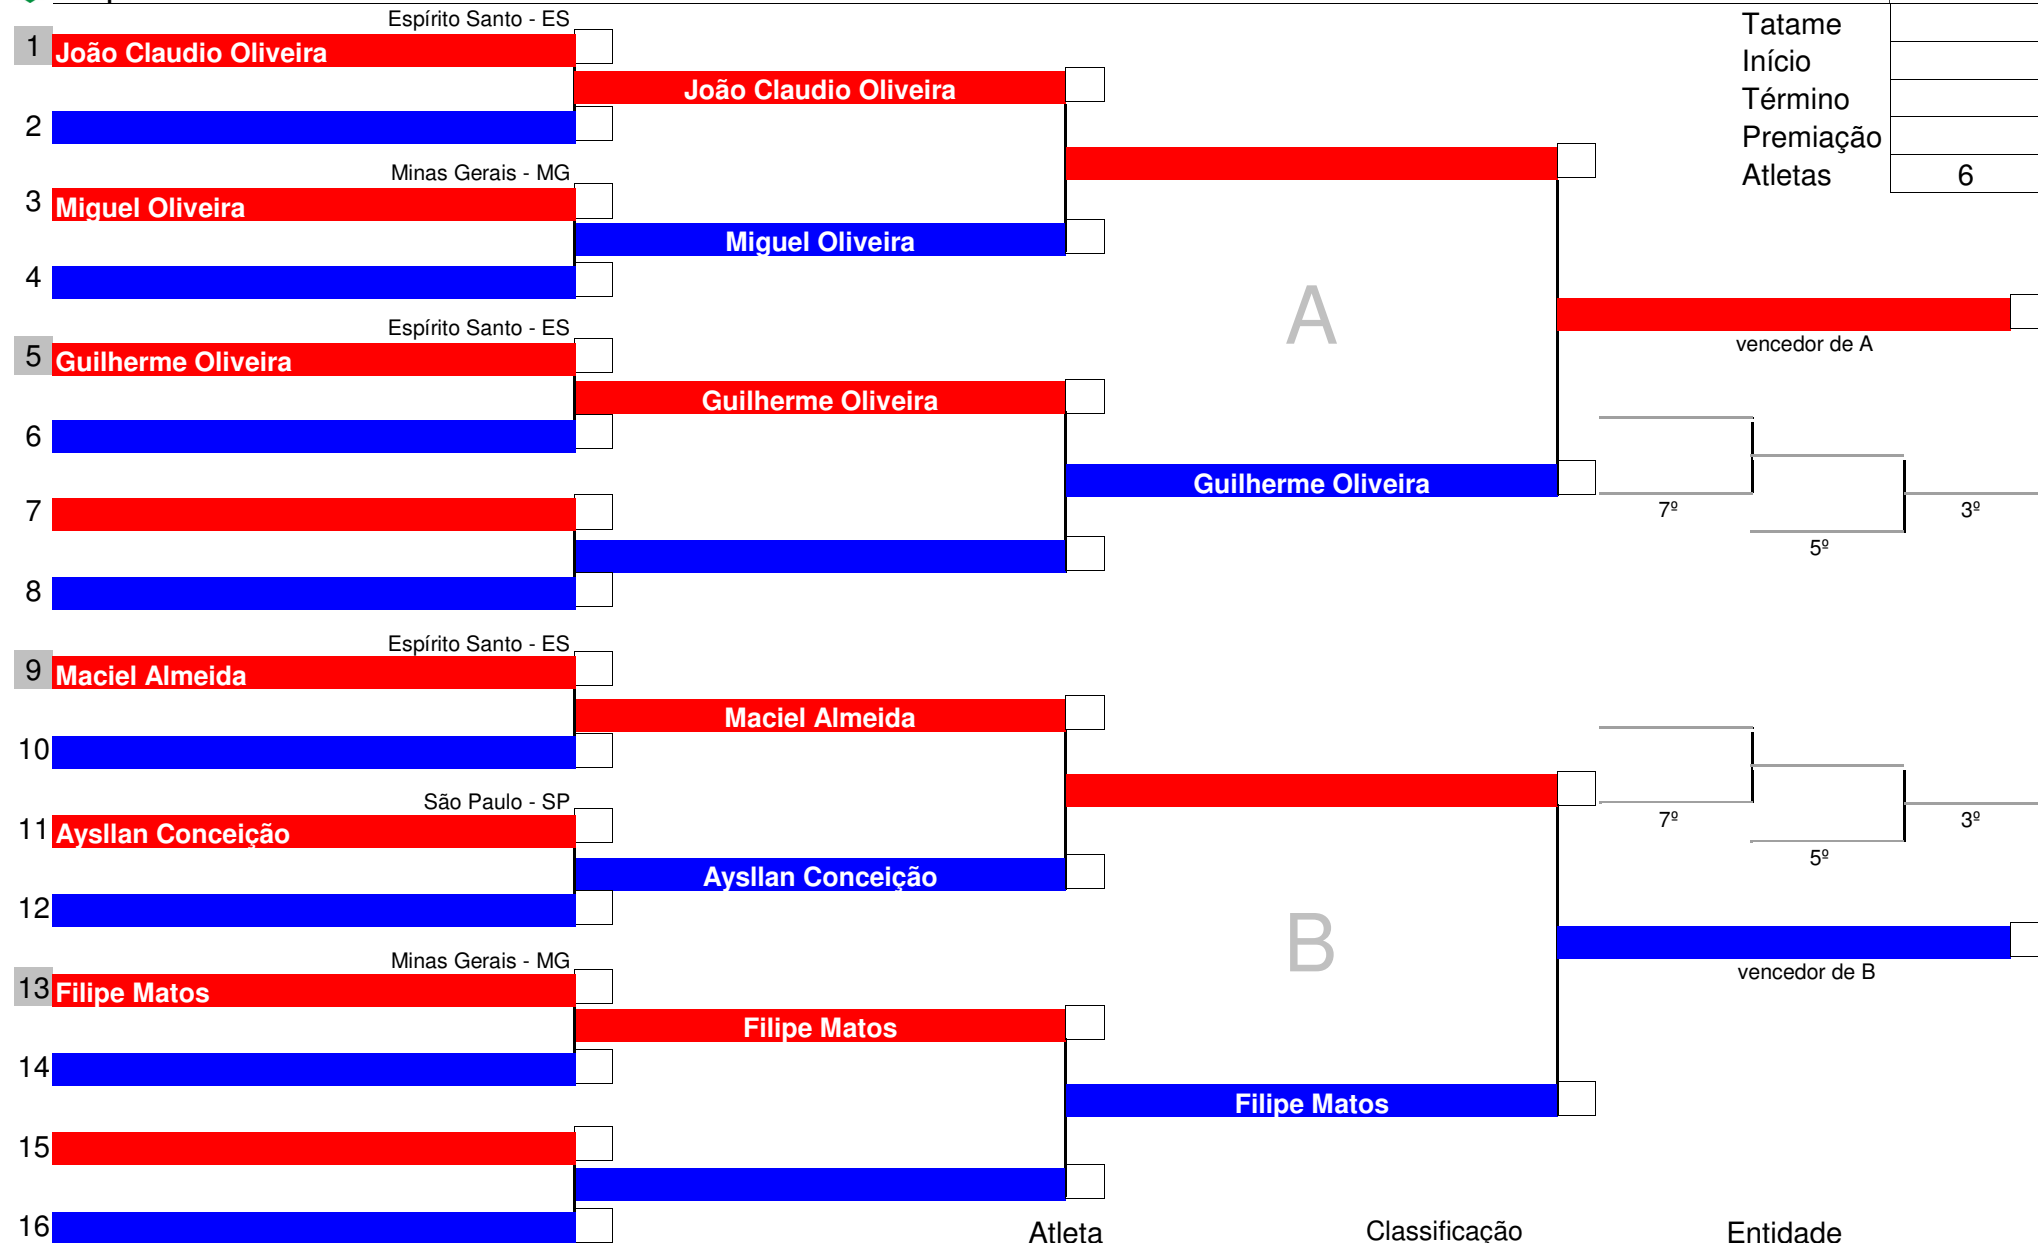 Espírito Santo - ES
1 João Claudio Oliveira
João Claudio Oliveira
2
Minas Gerais - MG
3 Miguel Oliveira
Miguel Oliveira
4
Espírito Santo - ES
5 Guilherme Oliveira
Guilherme Oliveira
6
Guilherme Oliveira
7
8
A
Tatame
Início
Término
Premiação
Atletas 6
vencedor de A
7º
3º
5º
Espírito Santo - ES
9 Maciel Almeida
Maciel Almeida
10
São Paulo - SP
11 Aysllan Conceição
Aysllan Conceição
12
Minas Gerais - MG
13 Filipe Matos
Filipe Matos
14
Filipe Matos
15
16
B
7º
3º
5º
vencedor de B
Atleta Classificação Entidade